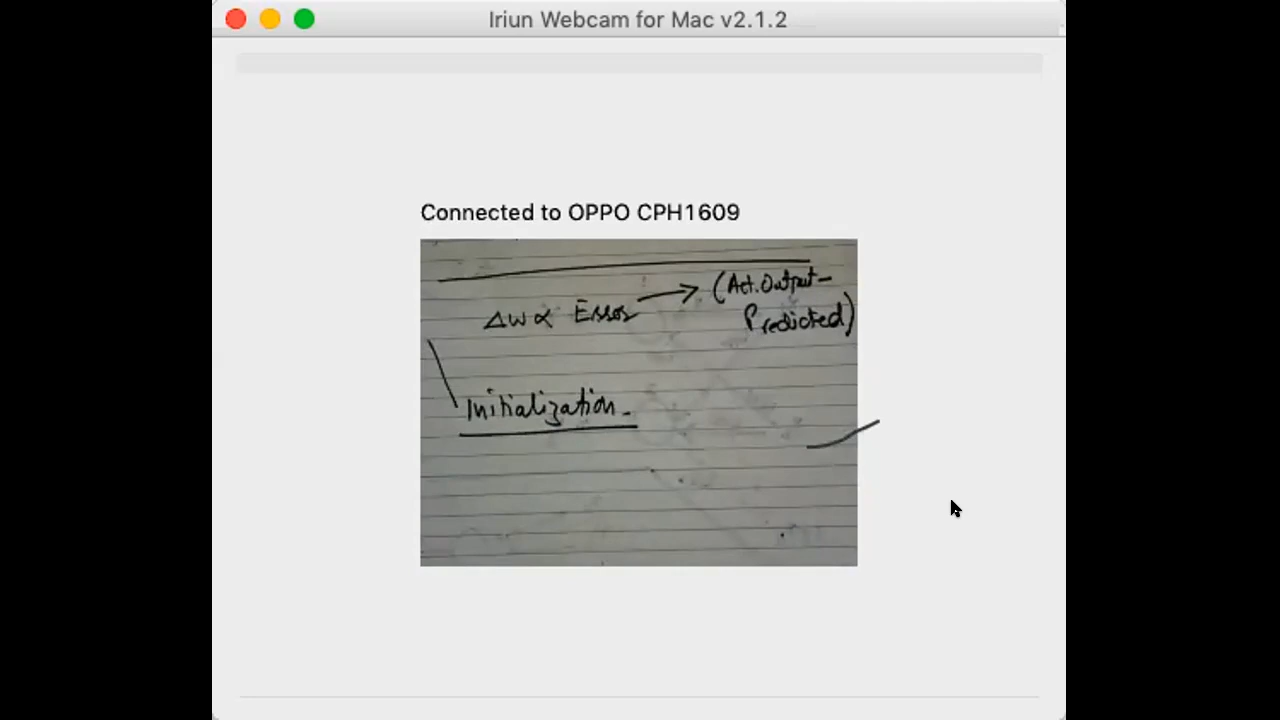 Iriun Webcam for Mac v2.1.2
Connected to OPPO CPH1609
Δw ∝ Error → (Act. Output -
Predicted)
Initialization -